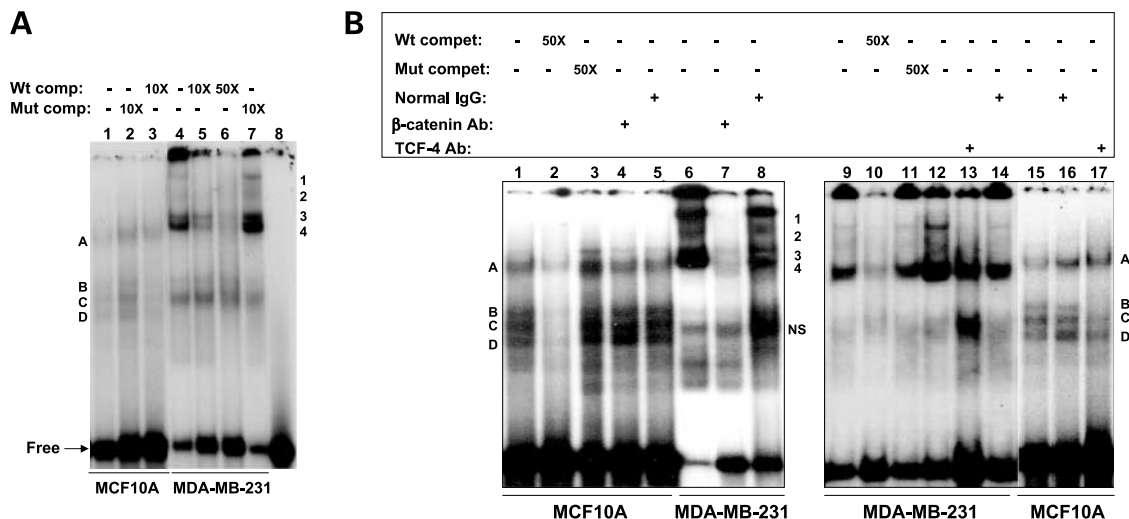 A
B
Wt compet: - 50X - - - - - - - 50X - - - - - - -
Mut compet: - - 50X - - - - - - - 50X - - - - - -
Normal IgG: - - - - + - - + - - - - - + - + -
β-catenin Ab: - - - + - - + - - - - - - - - - -
TCF-4 Ab: - - - - - - - - - - - - + - - - +
Wt comp: - - 10X - 10X 50X - -
Mut comp: - 10X - - - - 10X -
1 2 3 4 5 6 7 8
1 2 3 4 5 6 7 8
9 10 11 12 13 14 15 16 17
1
2
3
4
A
B
C
D
Free →
MCF10A MDA-MB-231
A
B
C
D
1
2
3
4
NS
A
B
C
D
MCF10A MDA-MB-231
MDA-MB-231 MCF10A